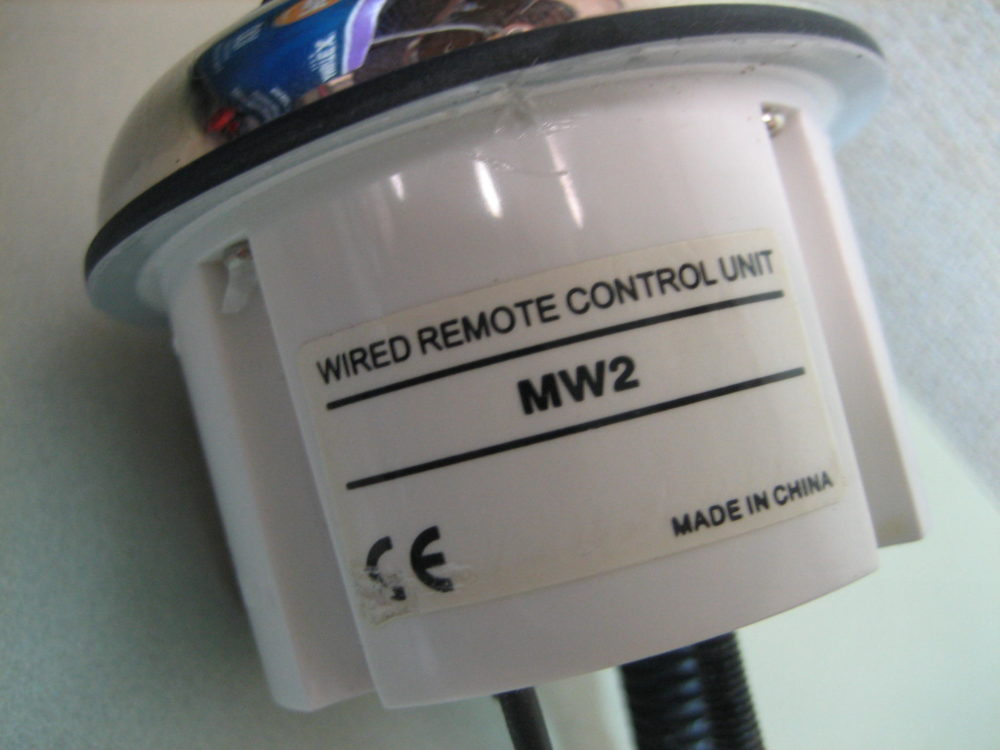 WIRED REMOTE CONTROL UNIT
MW2
CE
MADE IN CHINA